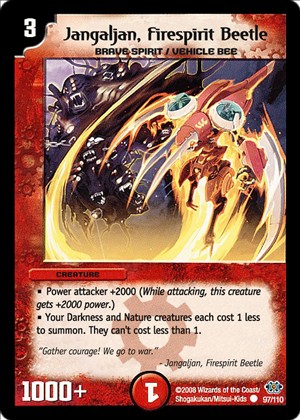 3
Jangaljan, Firespirit Beetle
BRAVE SPIRIT / VEHICLE BEE
CREATURE
▪ Power attacker +2000 (While attacking, this creature
gets +2000 power.)
▪ Your Darkness and Nature creatures each cost 1 less
to summon. They can't cost less than 1.
"Gather courage! We go to war."
- Jangaljan, Firespirit Beetle
1000+
1
©2008 Wizards of the Coast/
Shogakukan/Mitsui-Kids ● 97/110